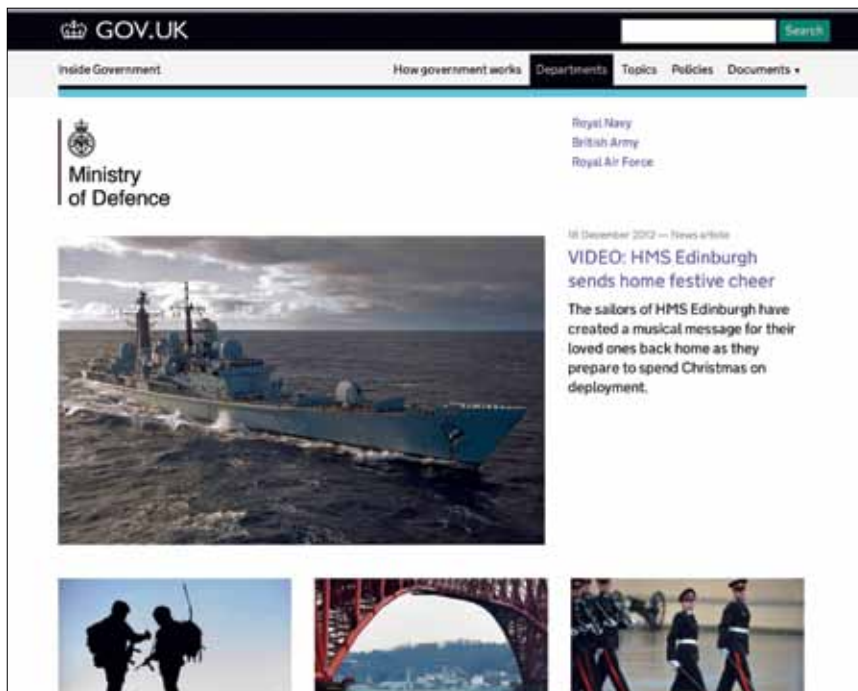 GOV.UK
Search
Inside Government
How government works Departments Topics Policies Documents ▾
Ministry
of Defence
Royal Navy
British Army
Royal Air Force
18 December 2012 — News article
VIDEO: HMS Edinburgh
sends home festive cheer
The sailors of HMS Edinburgh have
created a musical message for their
loved ones back home as they
prepare to spend Christmas on
deployment.